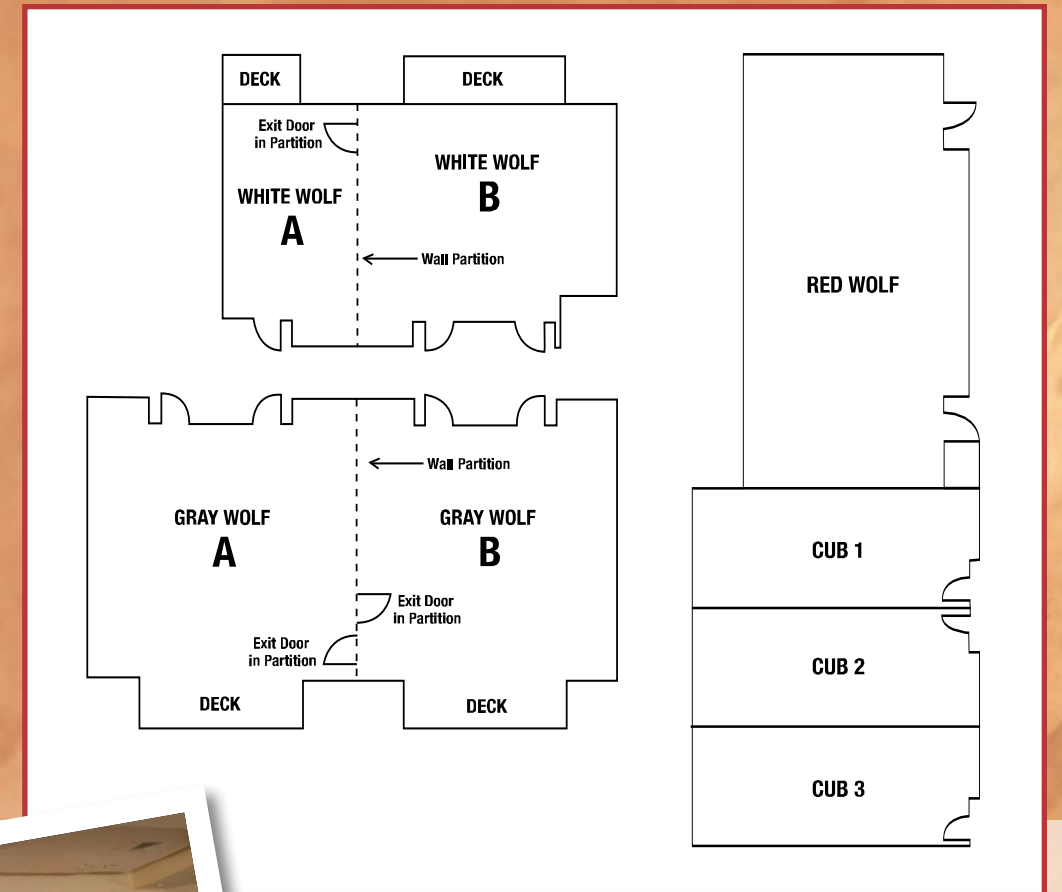 DECK
DECK
Exit Door
in Partition
WHITE WOLF
A
WHITE WOLF
B
Wall Partition
Wall Partition
GRAY WOLF
A
GRAY WOLF
B
Exit Door
in Partition
Exit Door
in Partition
DECK
DECK
RED WOLF
CUB 1
CUB 2
CUB 3